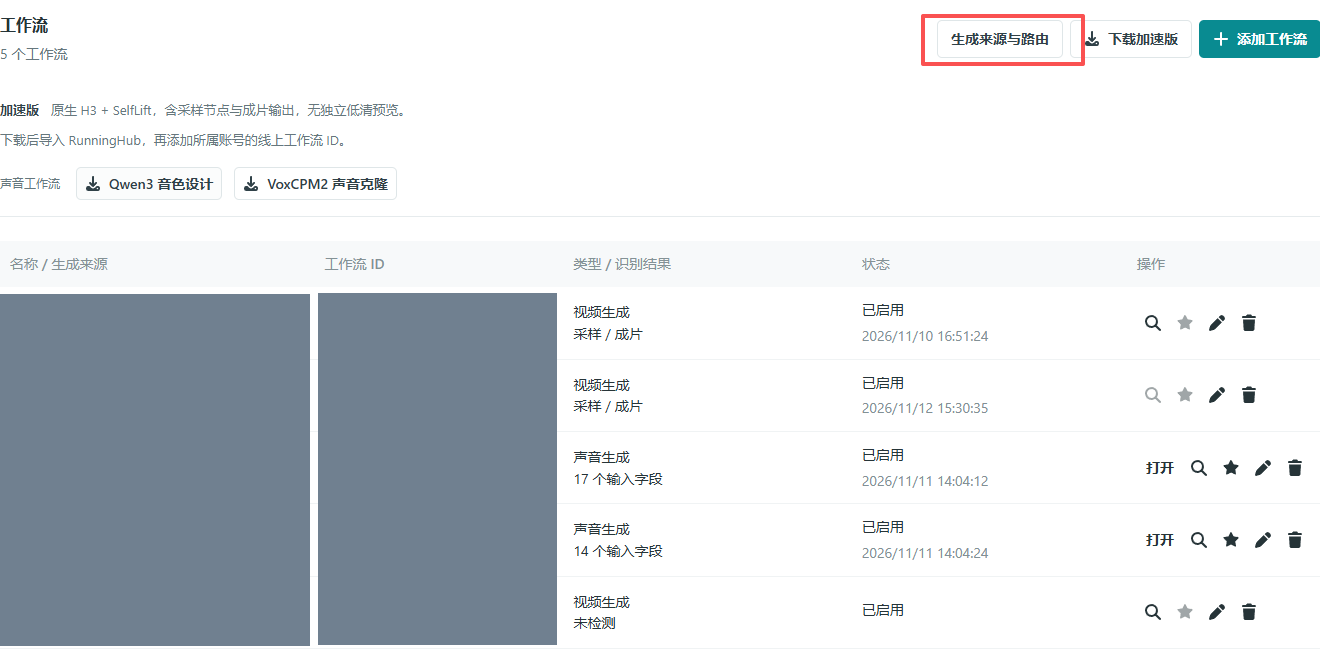 工作流
5 个工作流
生成来源与路由
下载加速版
添加工作流
加速版 原生 H3 + SelfLift，含采样节点与成片输出，无独立低清预览。
下载后导入 RunningHub，再添加所属账号的线上工作流 ID。
声音工作流 Qwen3 音色设计 VoxCPM2 声音克隆
名称 / 生成来源 工作流 ID 类型 / 识别结果 状态 操作
视频生成 已启用
采样 / 成片 2026/11/10 16:51:24
视频生成 已启用
采样 / 成片 2026/11/12 15:30:35
声音生成 已启用 打开
17 个输入字段 2026/11/11 14:04:12
声音生成 已启用 打开
14 个输入字段 2026/11/11 14:04:24
视频生成 已启用
未检测